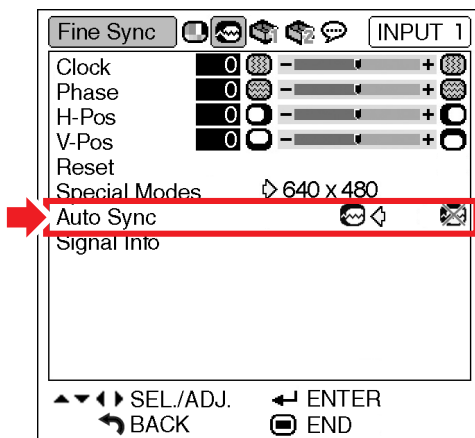 Fine Sync INPUT 1
Clock 0 - +
Phase 0 - +
H-Pos 0 - +
V-Pos 0 - +
Reset
Special Modes 640 x 480
Auto Sync
Signal Info
SEL./ADJ. ENTER
BACK END